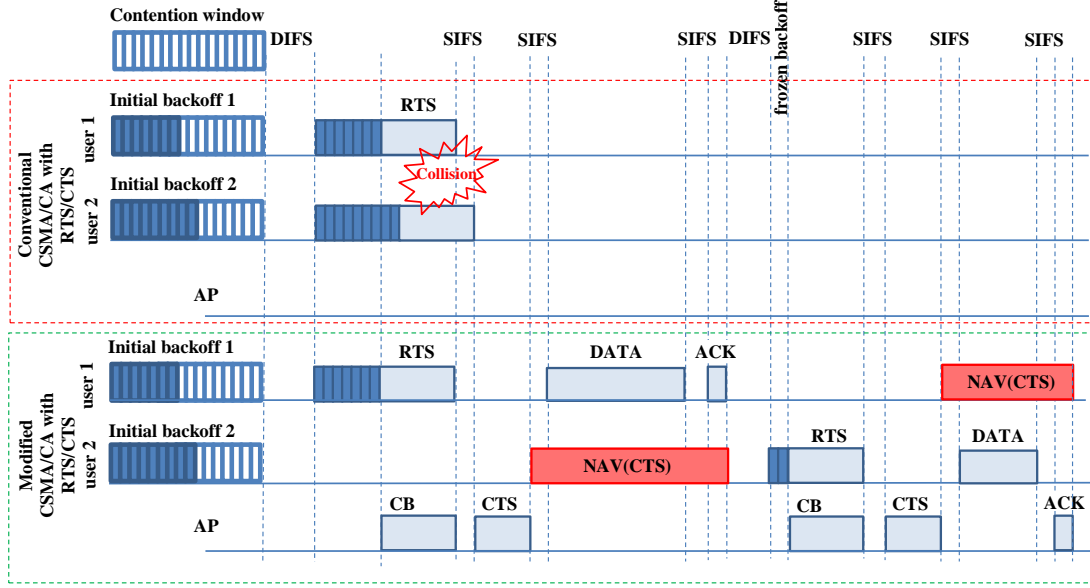 Contention window
DIFS
SIFS
SIFS
SIFS
DIFS
frozen backoff
SIFS
SIFS
SIFS
Conventional
CSMA/CA with
RTS/CTS
Initial backoff 1
user 1
RTS
Collision
Initial backoff 2
user 2
AP
Modified
CSMA/CA with
RTS/CTS
Initial backoff 1
user 1
RTS
DATA
ACK
NAV(CTS)
Initial backoff 2
user 2
NAV(CTS)
RTS
DATA
AP
CB
CTS
CB
CTS
ACK